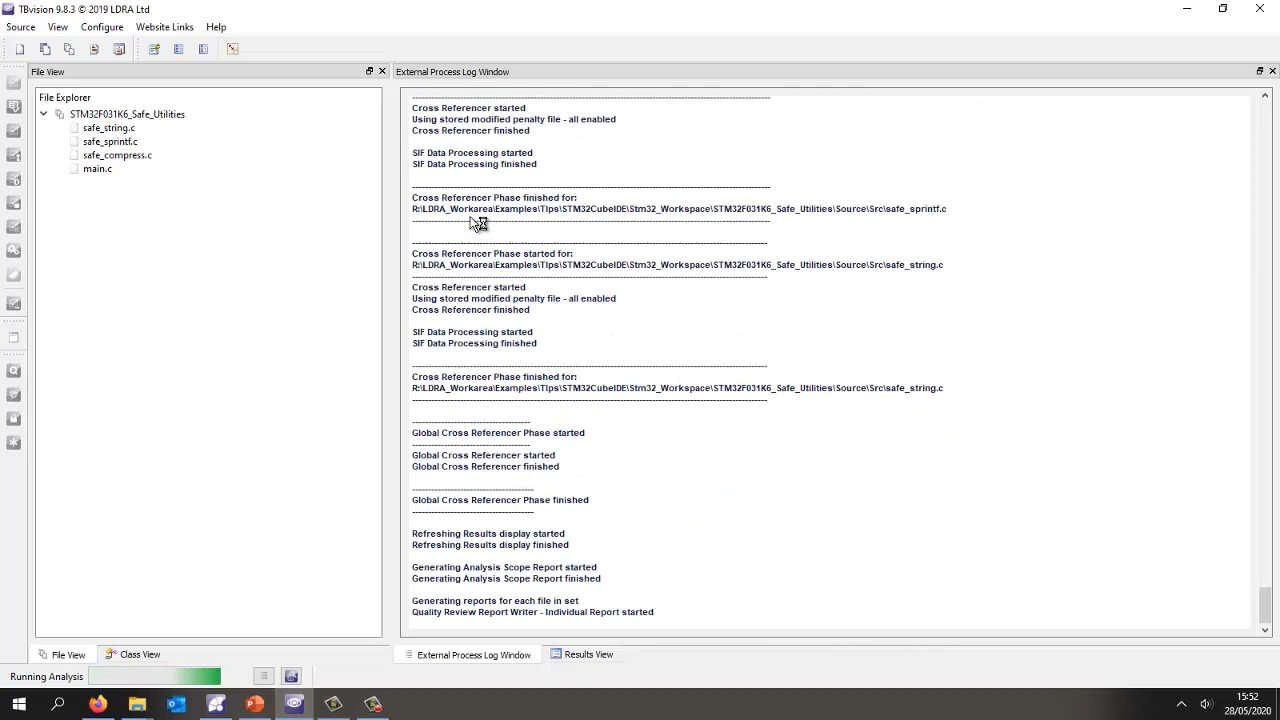 TBvision 9.8.3 © 2019 LDRA Ltd
Source View Configure Website Links Help
File View
External Process Log Window
File Explorer
STM32F031K6_Safe_Utilities
safe_string.c
safe_sprintf.c
safe_compress.c
main.c
--------------------------------------------------
Cross Referencer started
Using stored modified penalty file - all enabled
Cross Referencer finished
SIF Data Processing started
SIF Data Processing finished
--------------------------------------------------
Cross Referencer Phase finished for:
R:\LDRA_Workarea\Examples\TIps\STM32CubeIDE\Stm32_Workspace\STM32F031K6_Safe_Utilities\Source\Src\safe_sprintf.c
--------------------------------------------------
--------------------------------------------------
Cross Referencer Phase started for:
R:\LDRA_Workarea\Examples\TIps\STM32CubeIDE\Stm32_Workspace\STM32F031K6_Safe_Utilities\Source\Src\safe_string.c
--------------------------------------------------
Cross Referencer started
Using stored modified penalty file - all enabled
Cross Referencer finished
SIF Data Processing started
SIF Data Processing finished
--------------------------------------------------
Cross Referencer Phase finished for:
R:\LDRA_Workarea\Examples\TIps\STM32CubeIDE\Stm32_Workspace\STM32F031K6_Safe_Utilities\Source\Src\safe_string.c
--------------------------------------------------
------------------------------
Global Cross Referencer Phase started
------------------------------
Global Cross Referencer started
Global Cross Referencer finished
------------------------------
Global Cross Referencer Phase finished
------------------------------
Refreshing Results display started
Refreshing Results display finished
Generating Analysis Scope Report started
Generating Analysis Scope Report finished
Generating reports for each file in set
Quality Review Report Writer - Individual Report started
File View Class View
External Process Log Window Results View
Running Analysis
15:52
28/05/2020